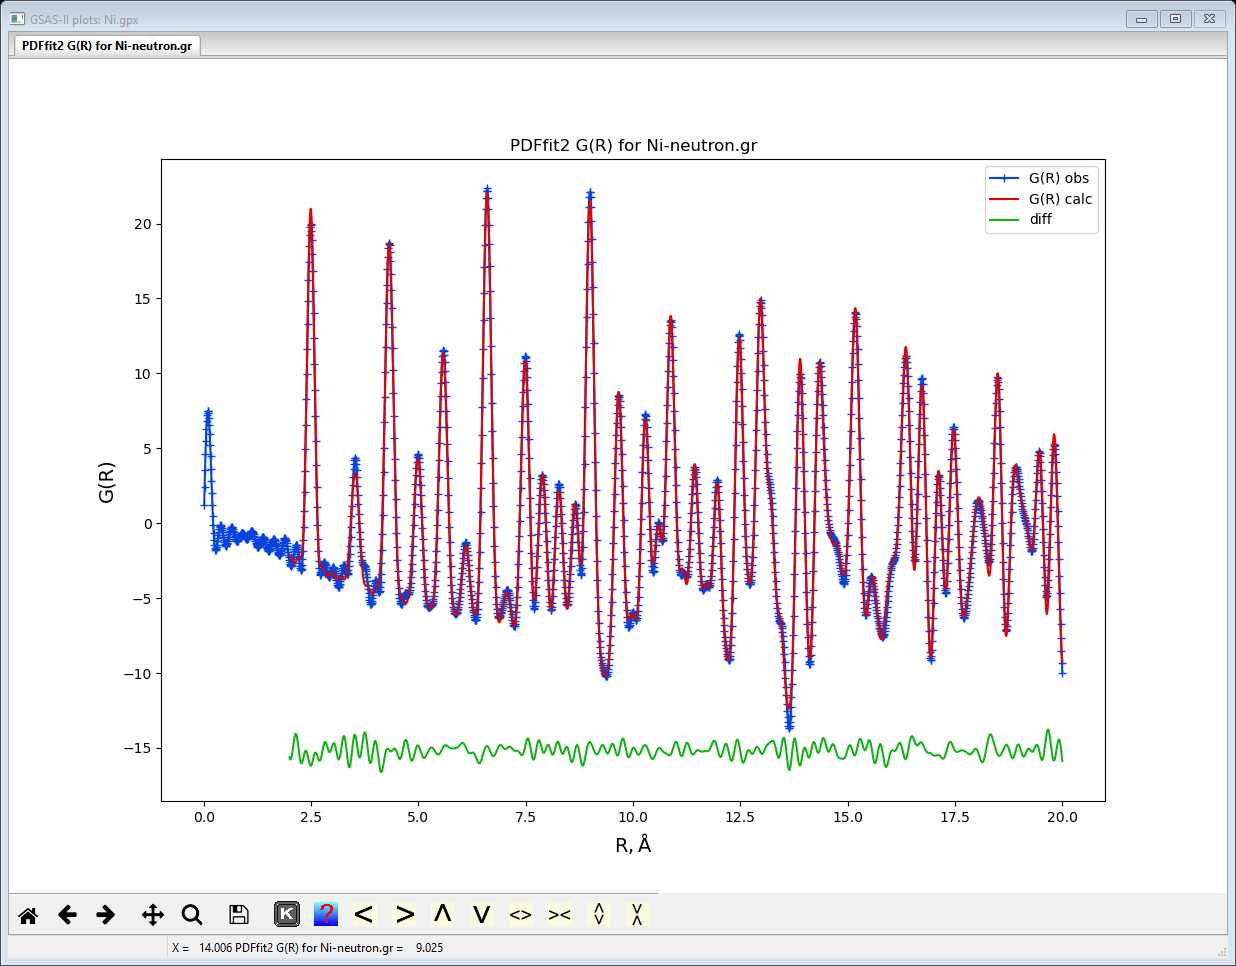 GSAS-II plots: Ni.gpx
PDFfit2 G(R) for Ni-neutron.gr
PDFfit2 G(R) for Ni-neutron.gr
G(R) obs
G(R) calc
diff
20
15
10
5
0
−5
−10
−15
G(R)
0.0 2.5 5.0 7.5 10.0 12.5 15.0 17.5 20.0
R, Å
K ? < > Λ V <> ><
X = 14.006 PDFfit2 G(R) for Ni-neutron.gr = 9.025